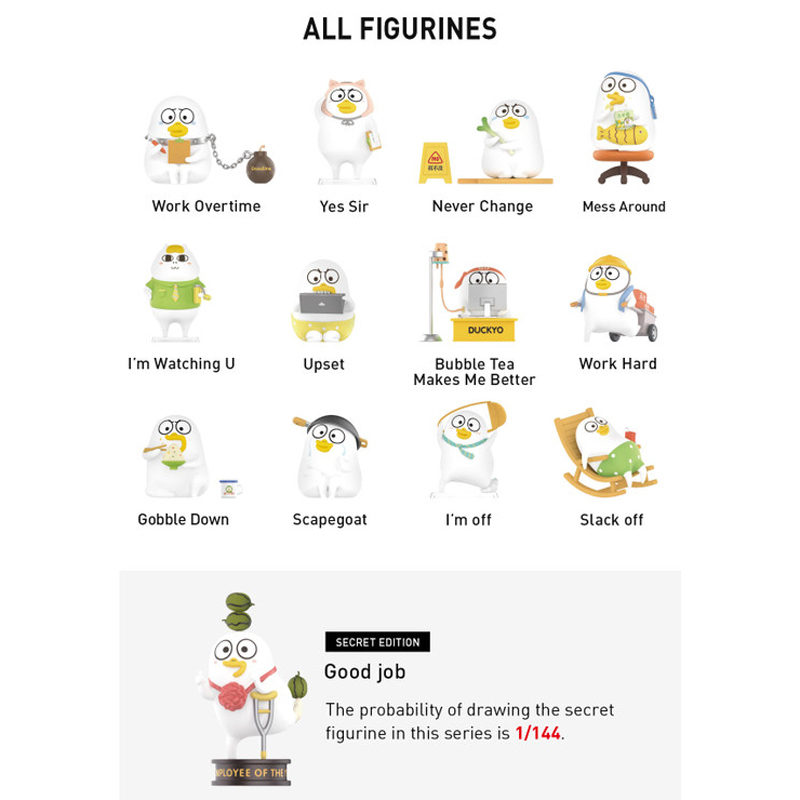 ALL FIGURINES
Work Overtime
Yes Sir
Never Change
Mess Around
I'm Watching U
Upset
DUCKYO
Bubble Tea
Makes Me Better
Work Hard
Gobble Down
Scapegoat
I'm off
Slack off
SECRET EDITION
Good job
The probability of drawing the secret
figurine in this series is 1/144.
MPLOYEE OF THE